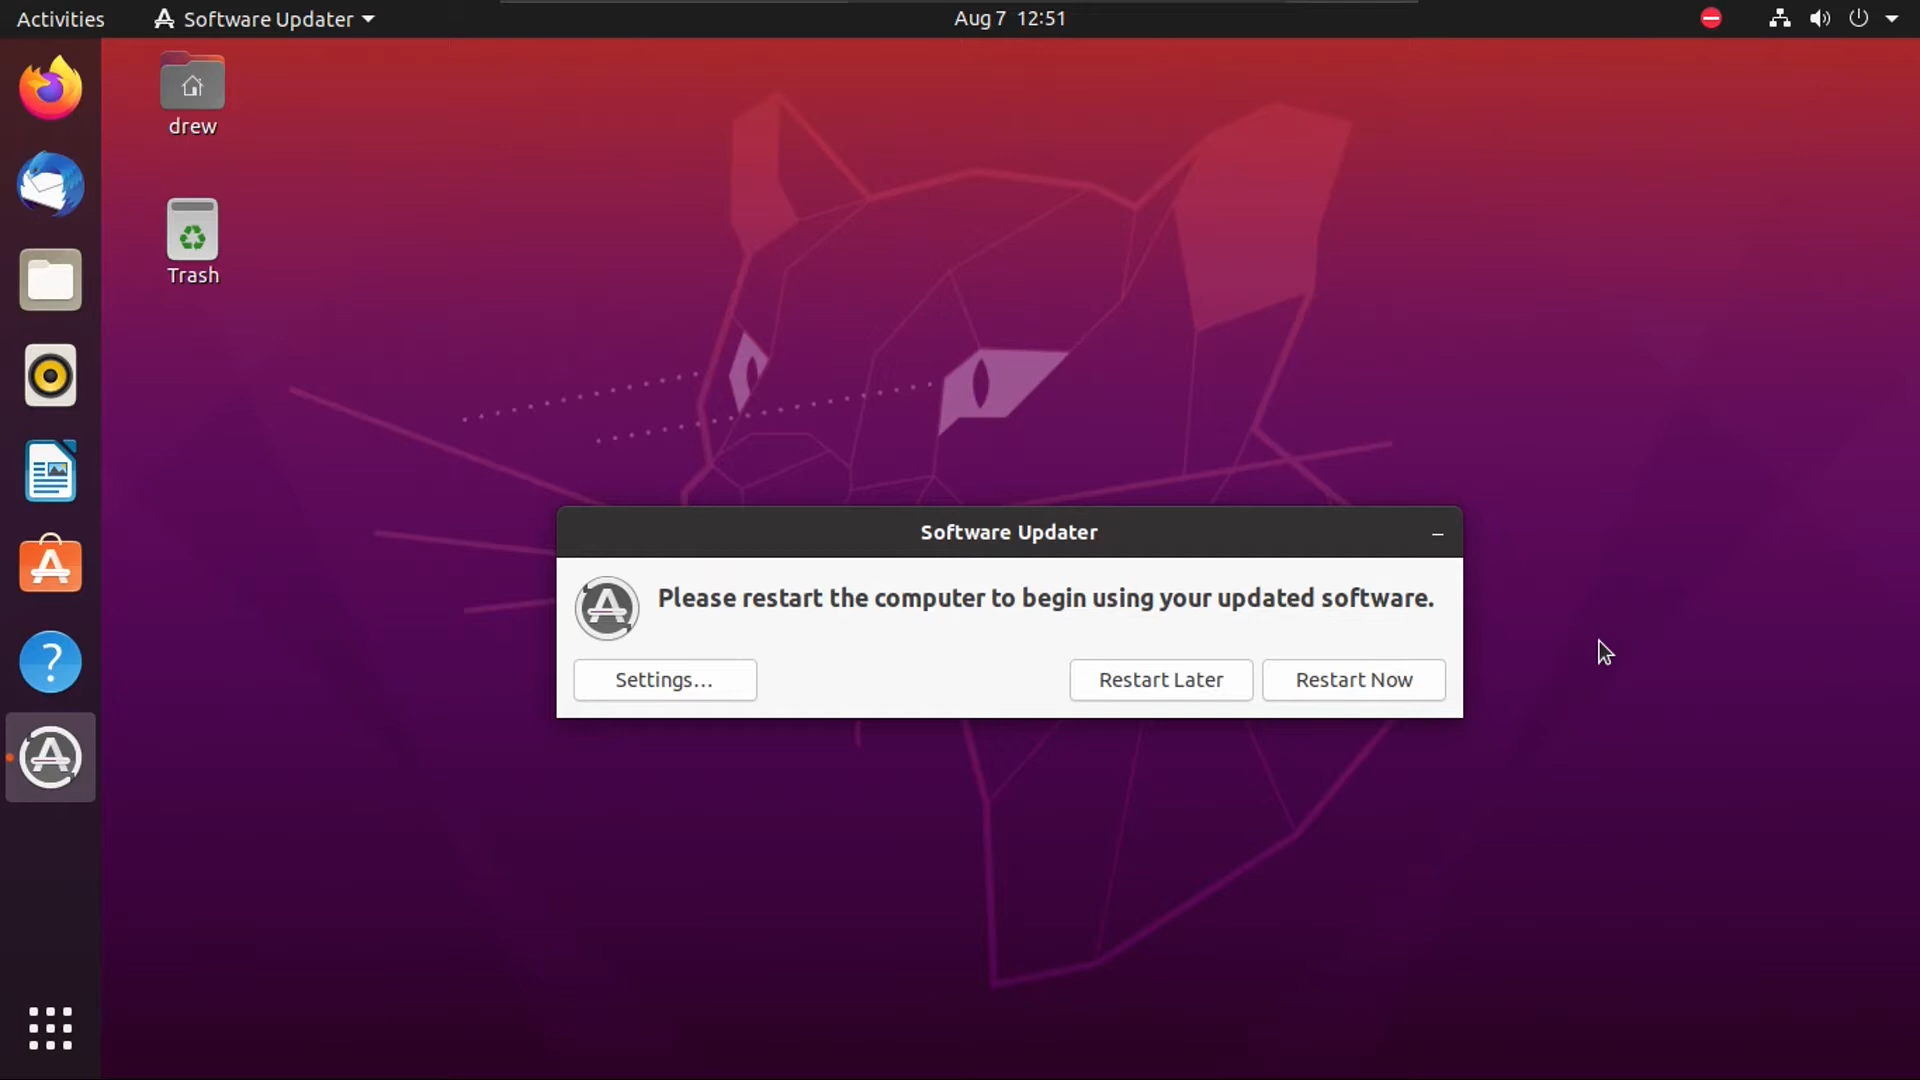 Activities
Software Updater
Aug 7 12:51
drew
Trash
Software Updater
Please restart the computer to begin using your updated software.
Settings...
Restart Later
Restart Now